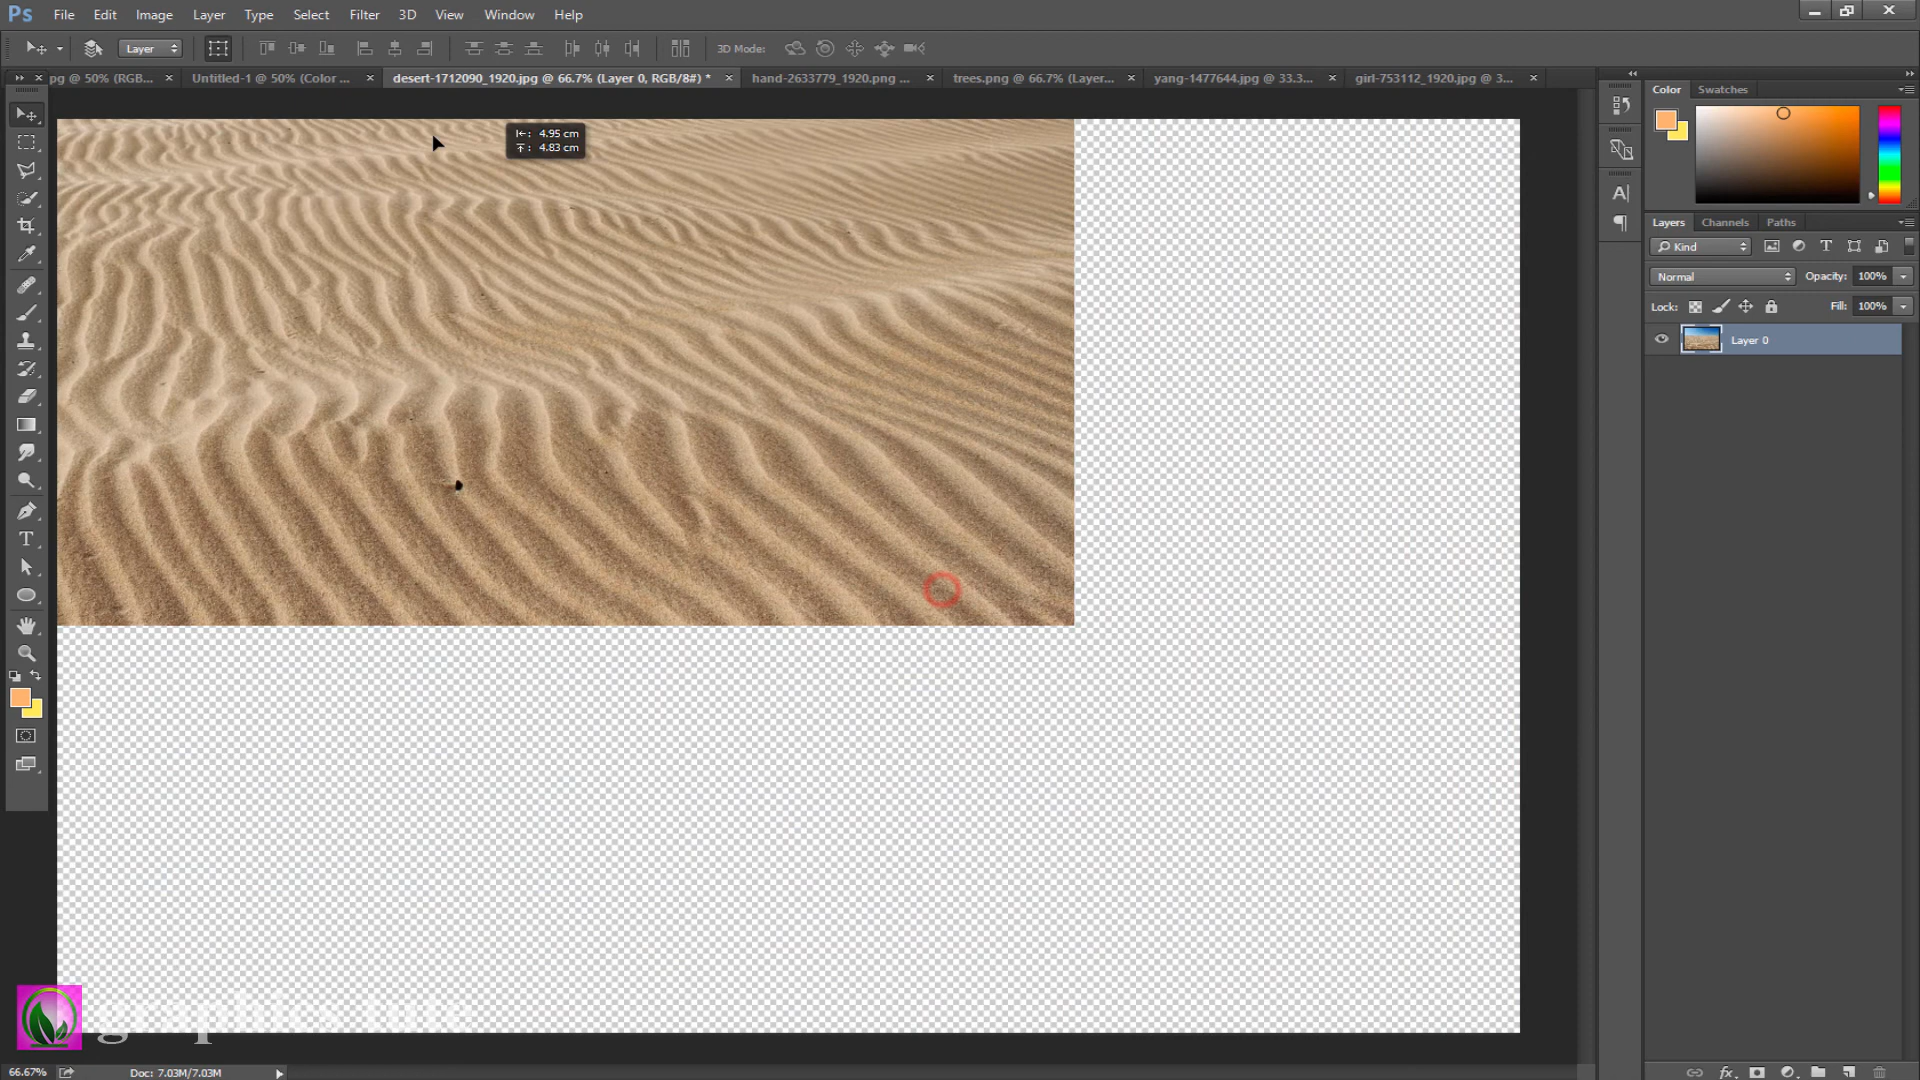 Ps File Edit Image Layer Type Select Filter 3D View Window Help
Layer 3D Mode:
pg @ 50% (RGB... Untitled-1 @ 50% (Color ... desert-1712090_1920.jpg @ 66.7% (Layer 0, RGB/8#) * hand-2633779_1920.png ... trees.png @ 66.7% (Layer... yang-1477644.jpg @ 33.3... girl-753112_1920.jpg @ 3...
Color Swatches
4.95 cm
4.83 cm
Layers Channels Paths
Kind
Normal Opacity: 100%
Lock: Fill: 100%
Layer 0
66.67% Doc: 7.03M/7.03M